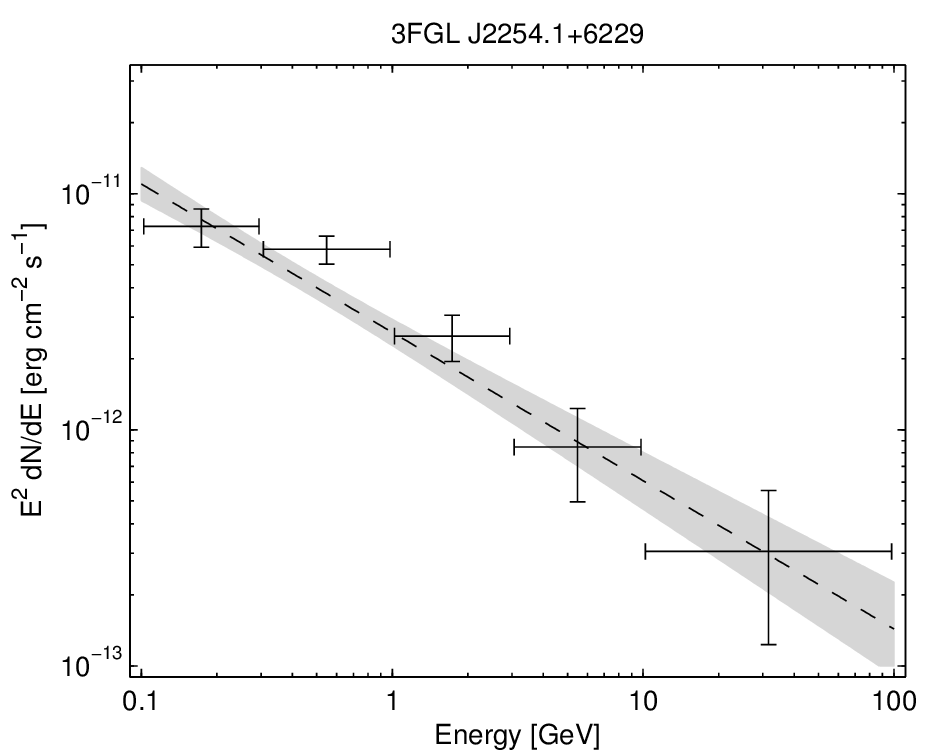 3FGL J2254.1+6229
10⁻¹¹
10⁻¹²
10⁻¹³
E² dN/dE [erg cm⁻² s⁻¹]
0.1 1 10 100
Energy [GeV]